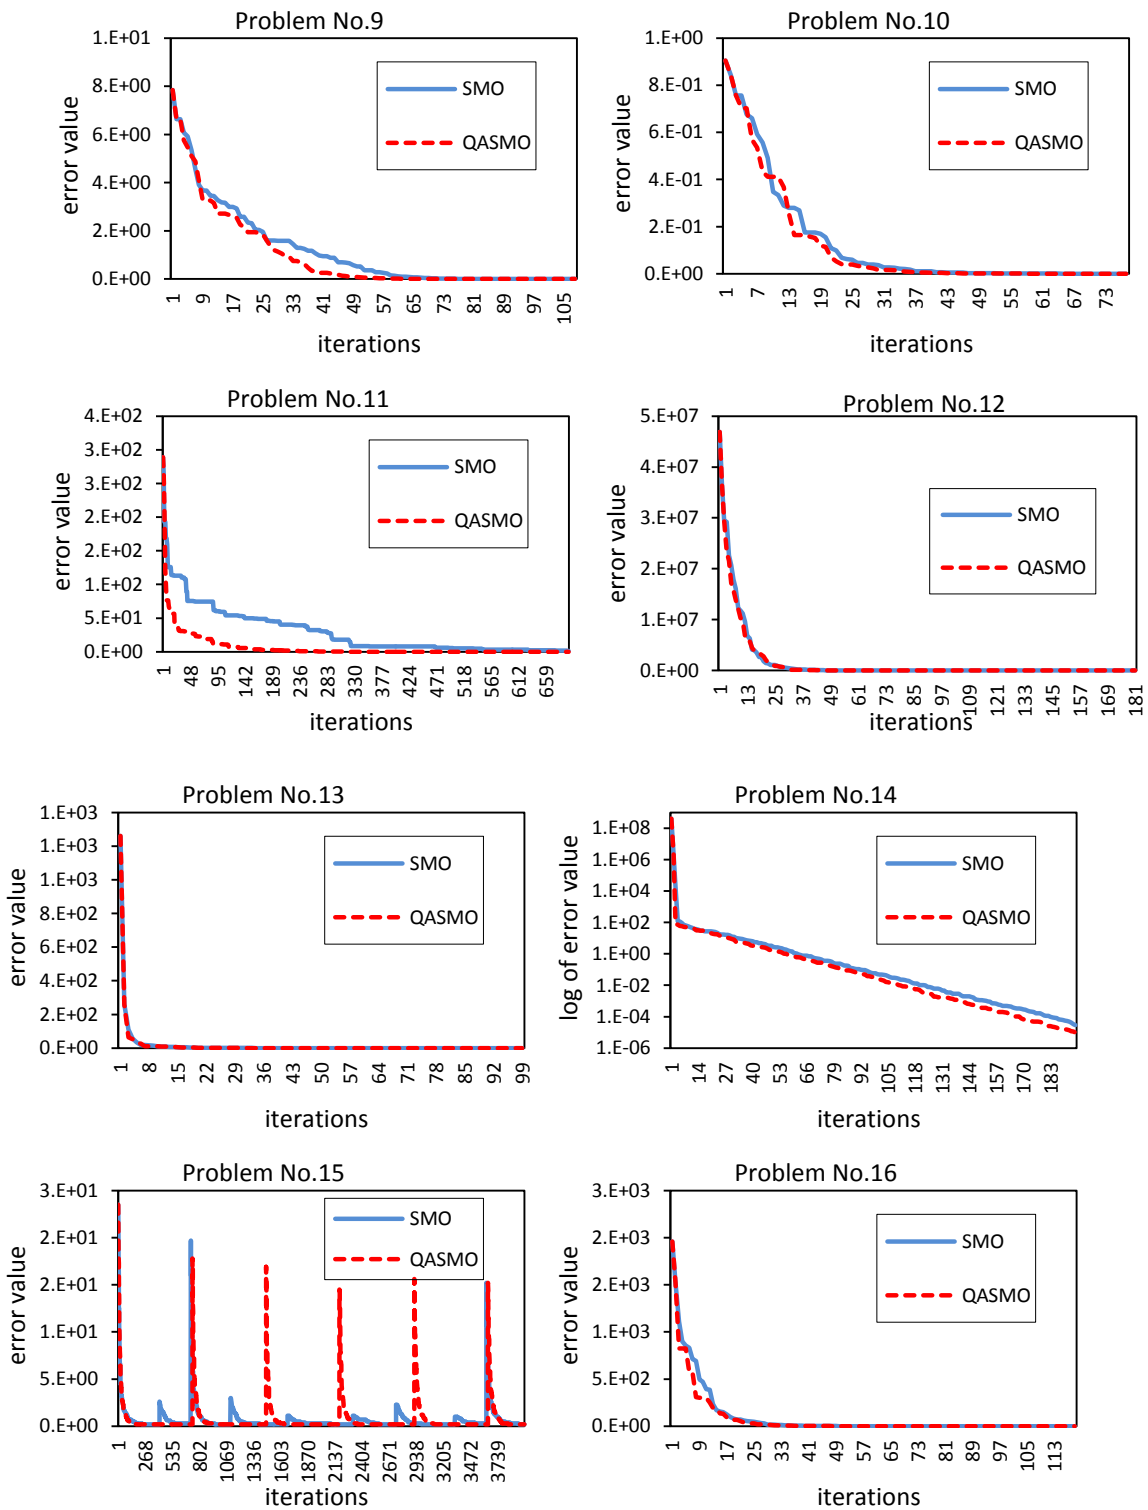 Problem No.9
1.E+01
8.E+00
6.E+00
4.E+00
2.E+00
0.E+00
error value
SMO
QASMO
1 9 17 25 33 41 49 57 65 73 81 89 97 105
iterations
Problem No.10
1.E+00
8.E-01
6.E-01
4.E-01
2.E-01
0.E+00
error value
SMO
QASMO
1 7 13 19 25 31 37 43 49 55 61 67 73
iterations
Problem No.11
4.E+02
3.E+02
3.E+02
2.E+02
2.E+02
1.E+02
5.E+01
0.E+00
error value
SMO
QASMO
1 48 95 142 189 236 283 330 377 424 471 518 565 612 659
iterations
Problem No.12
5.E+07
4.E+07
3.E+07
2.E+07
1.E+07
0.E+00
error value
SMO
QASMO
1 13 25 37 49 61 73 85 97 109 121 133 145 157 169 181
iterations
Problem No.13
1.E+03
1.E+03
1.E+03
8.E+02
6.E+02
4.E+02
2.E+02
0.E+00
error value
SMO
QASMO
1 8 15 22 29 36 43 50 57 64 71 78 85 92 99
iterations
Problem No.14
1.E+08
1.E+06
1.E+04
1.E+02
1.E+00
1.E-02
1.E-04
1.E-06
log of error value
SMO
QASMO
1 14 27 40 53 66 79 92 105 118 131 144 157 170 183
iterations
Problem No.15
3.E+01
2.E+01
2.E+01
1.E+01
5.E+00
0.E+00
error value
SMO
QASMO
1 268 535 802 1069 1336 1603 1870 2137 2404 2671 2938 3205 3472 3739
iterations
Problem No.16
3.E+03
2.E+03
2.E+03
1.E+03
5.E+02
0.E+00
error value
SMO
QASMO
1 9 17 25 33 41 49 57 65 73 81 89 97 105 113
iterations